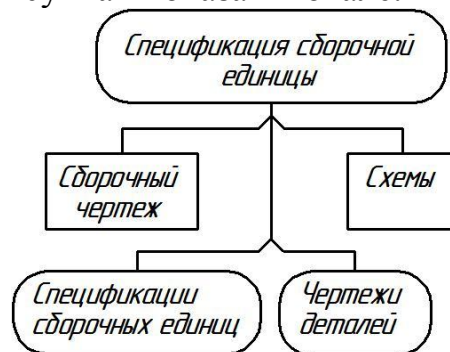 Спецификация сборочной
единицы
Сборочный
чертеж
Схемы
Спецификации
сборочных единиц
Чертежи
деталей